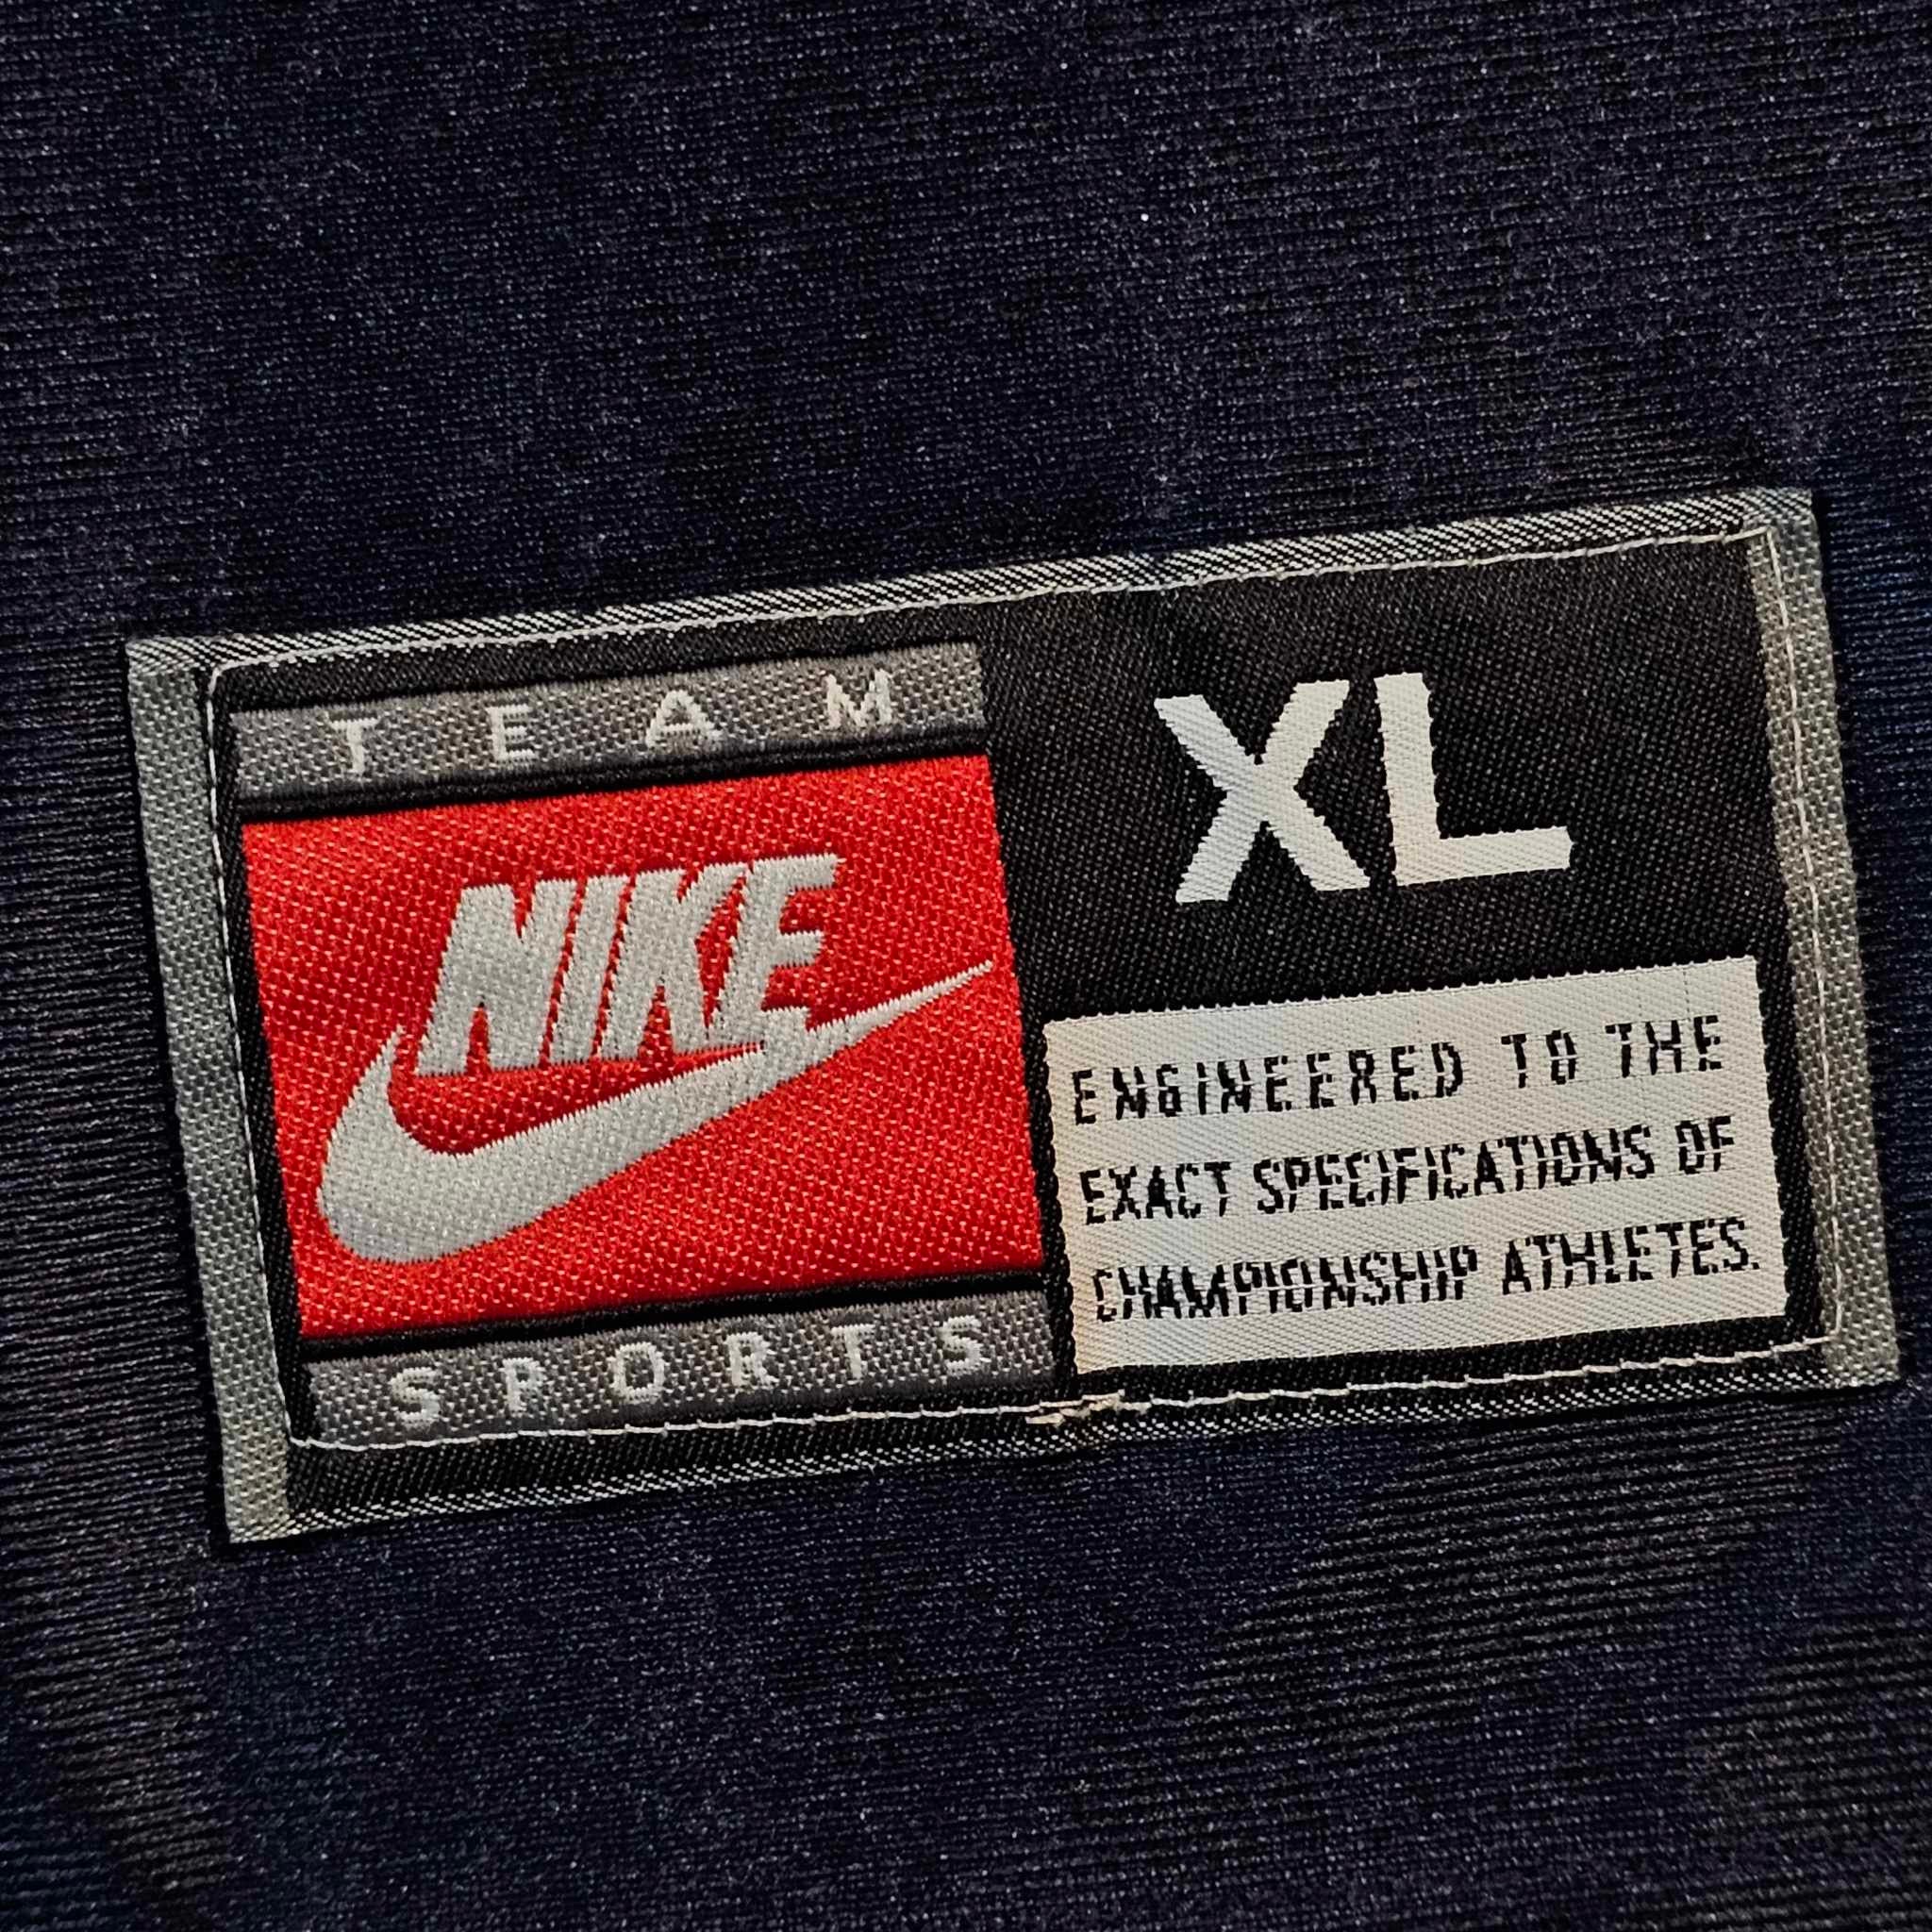 TEAM
NIKE
SPORTS
XL
ENGINEERED TO THE
EXACT SPECIFICATIONS OF
CHAMPIONSHIP ATHLETES.